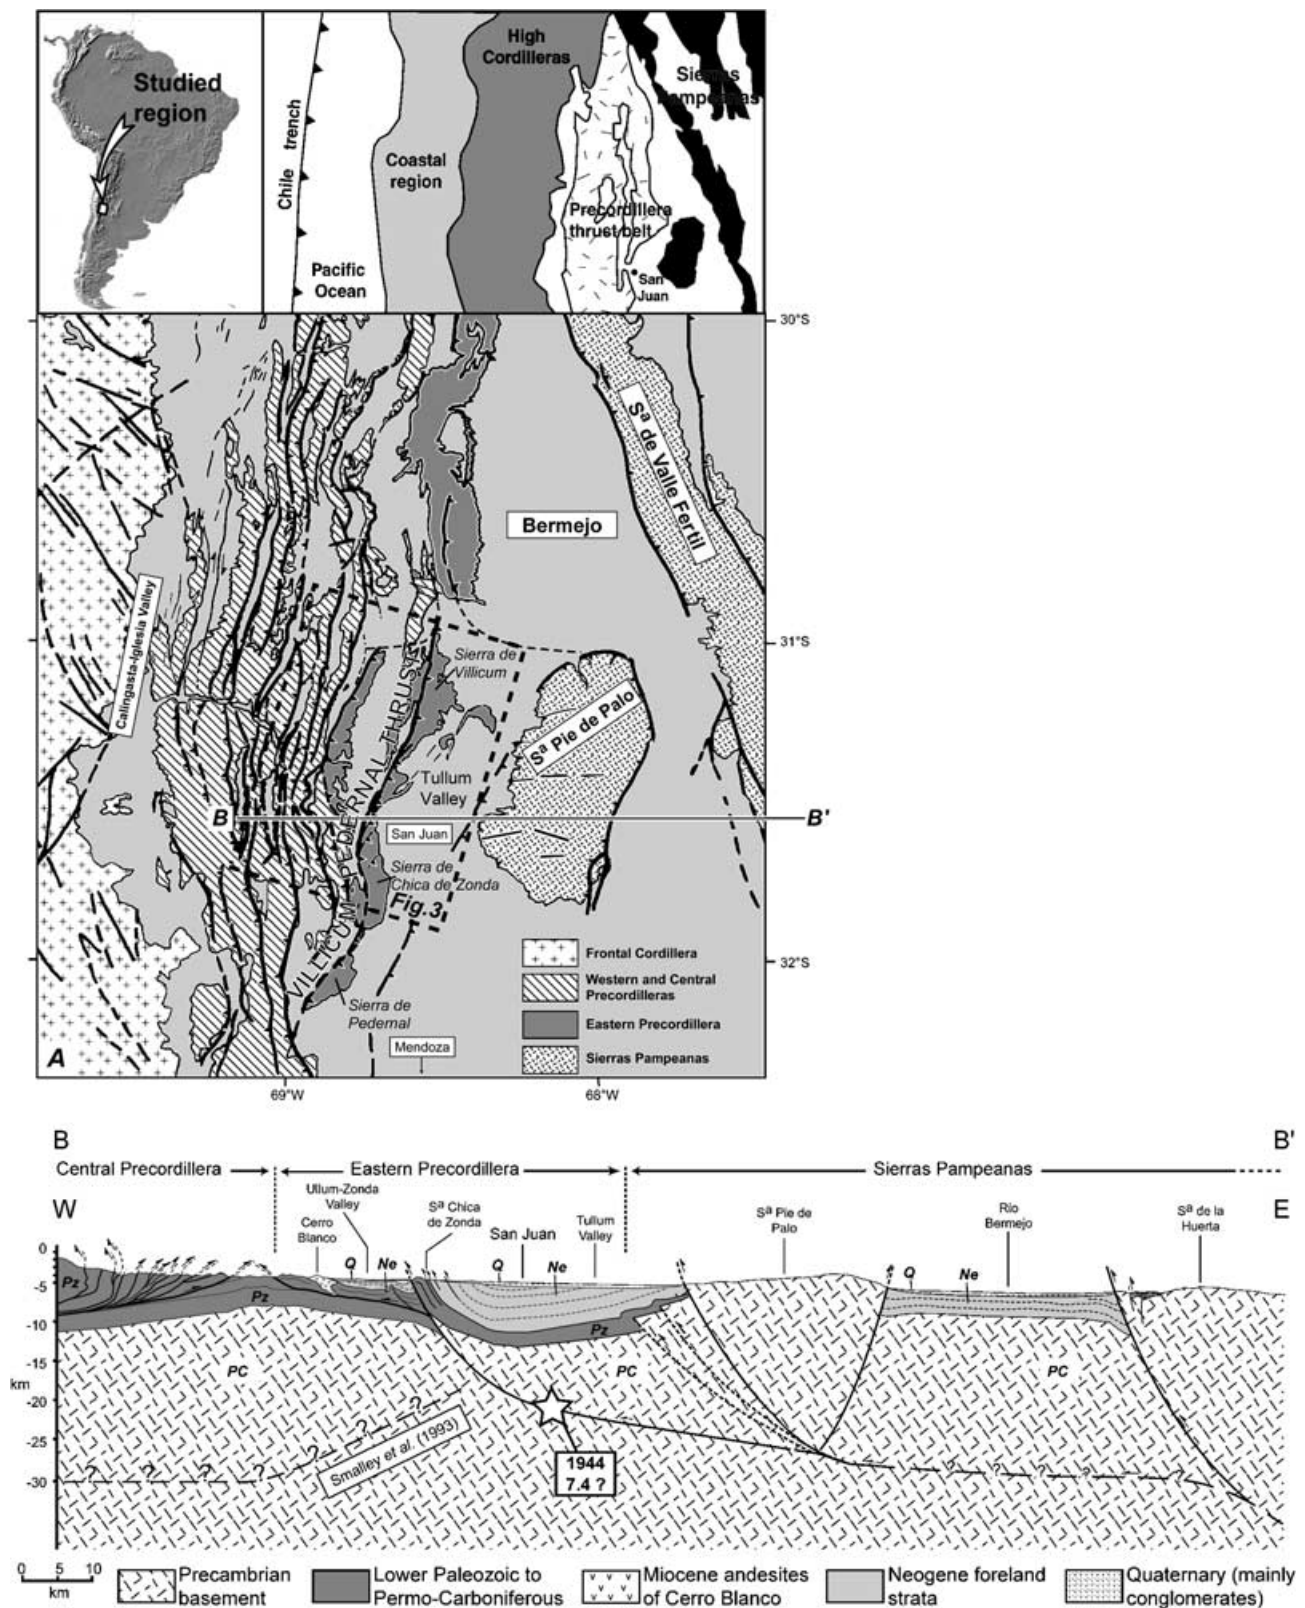 Studied
region
Chile trench
Pacific
Ocean
Coastal
region
High
Cordilleras
Precordillera
thrust belt
San
Juan
Sierras
Pampeanas
30°S
31°S
32°S
69°W
68°W
Calingasta-Iglesia Valley
Bermejo
Sª de Valle Fertil
Sierra de
Villicum
Sª Pie de Palo
Tullum
Valley
B
B'
San Juan
Sierra de
Chica de Zonda
Fig.3
VILLICUM-PEDERNAL THRUST
Sierra de
Pedernal
Mendoza
A
Frontal Cordillera
Western and Central
Precordilleras
Eastern Precordillera
Sierras Pampeanas
B
B'
Central Precordillera
Eastern Precordillera
Sierras Pampeanas
W
E
Cerro
Blanco
Ullum-Zonda
Valley
Sª Chica
de Zonda
San Juan
Tullum
Valley
Sª Pie de
Palo
Río
Bermejo
Sª de la
Huerta
0
-5
-10
-15
km
-20
-25
-30
Pz
Pz
Q
Ne
Q
Ne
Pz
Q
Ne
PC
PC
PC
? ? ? ? ? ? ?
Smalley et al. (1993)
1944
7.4 ?
? ? ? ? ?
0 5 10
km
Precambrian
basement
Lower Paleozoic to
Permo-Carboniferous
Miocene andesites
of Cerro Blanco
Neogene foreland
strata
Quaternary (mainly
conglomerates)